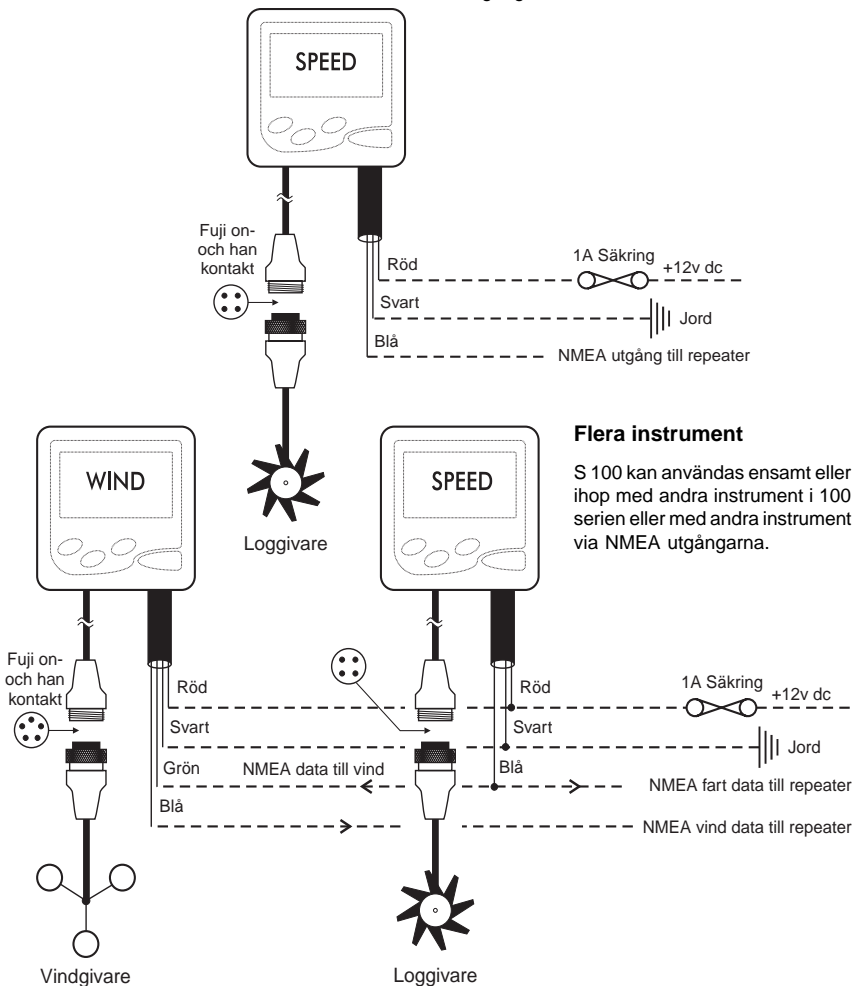 SPEED
Fuji on-
och han
kontakt
Röd
1A Säkring
+12v dc
Svart
Jord
Blå
NMEA utgång till repeater
Loggivare
Flera instrument
S 100 kan användas ensamt eller
ihop med andra instrument i 100
serien eller med andra instrument
via NMEA utgångarna.
WIND
SPEED
Fuji on-
och han
kontakt
Röd
Röd
1A Säkring
+12v dc
Svart
Svart
Jord
Grön
NMEA data till vind
Blå
NMEA fart data till repeater
Blå
NMEA vind data till repeater
Vindgivare
Loggivare